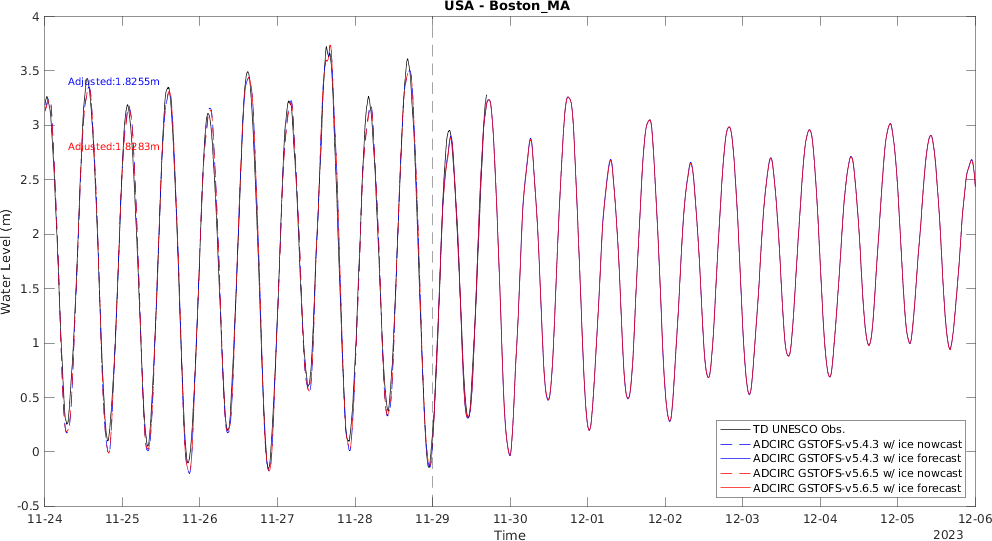 USA - Boston_MA
4
3.5
3
2.5
2
1.5
1
0.5
0
-0.5
Water Level (m)
Adjusted:1.8255m
Adjusted:1.8283m
TD UNESCO Obs.
ADCIRC GSTOFS-v5.4.3 w/ ice nowcast
ADCIRC GSTOFS-v5.4.3 w/ ice forecast
ADCIRC GSTOFS-v5.6.5 w/ ice nowcast
ADCIRC GSTOFS-v5.6.5 w/ ice forecast
11-24 11-25 11-26 11-27 11-28 11-29 11-30 12-01 12-02 12-03 12-04 12-05 12-06
Time
2023